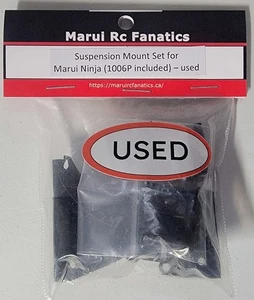 Marui Rc Fanatics
Suspension Mount Set for
Marui Ninja (1006P included) – used
https://maruircfanatics.ca/
USED